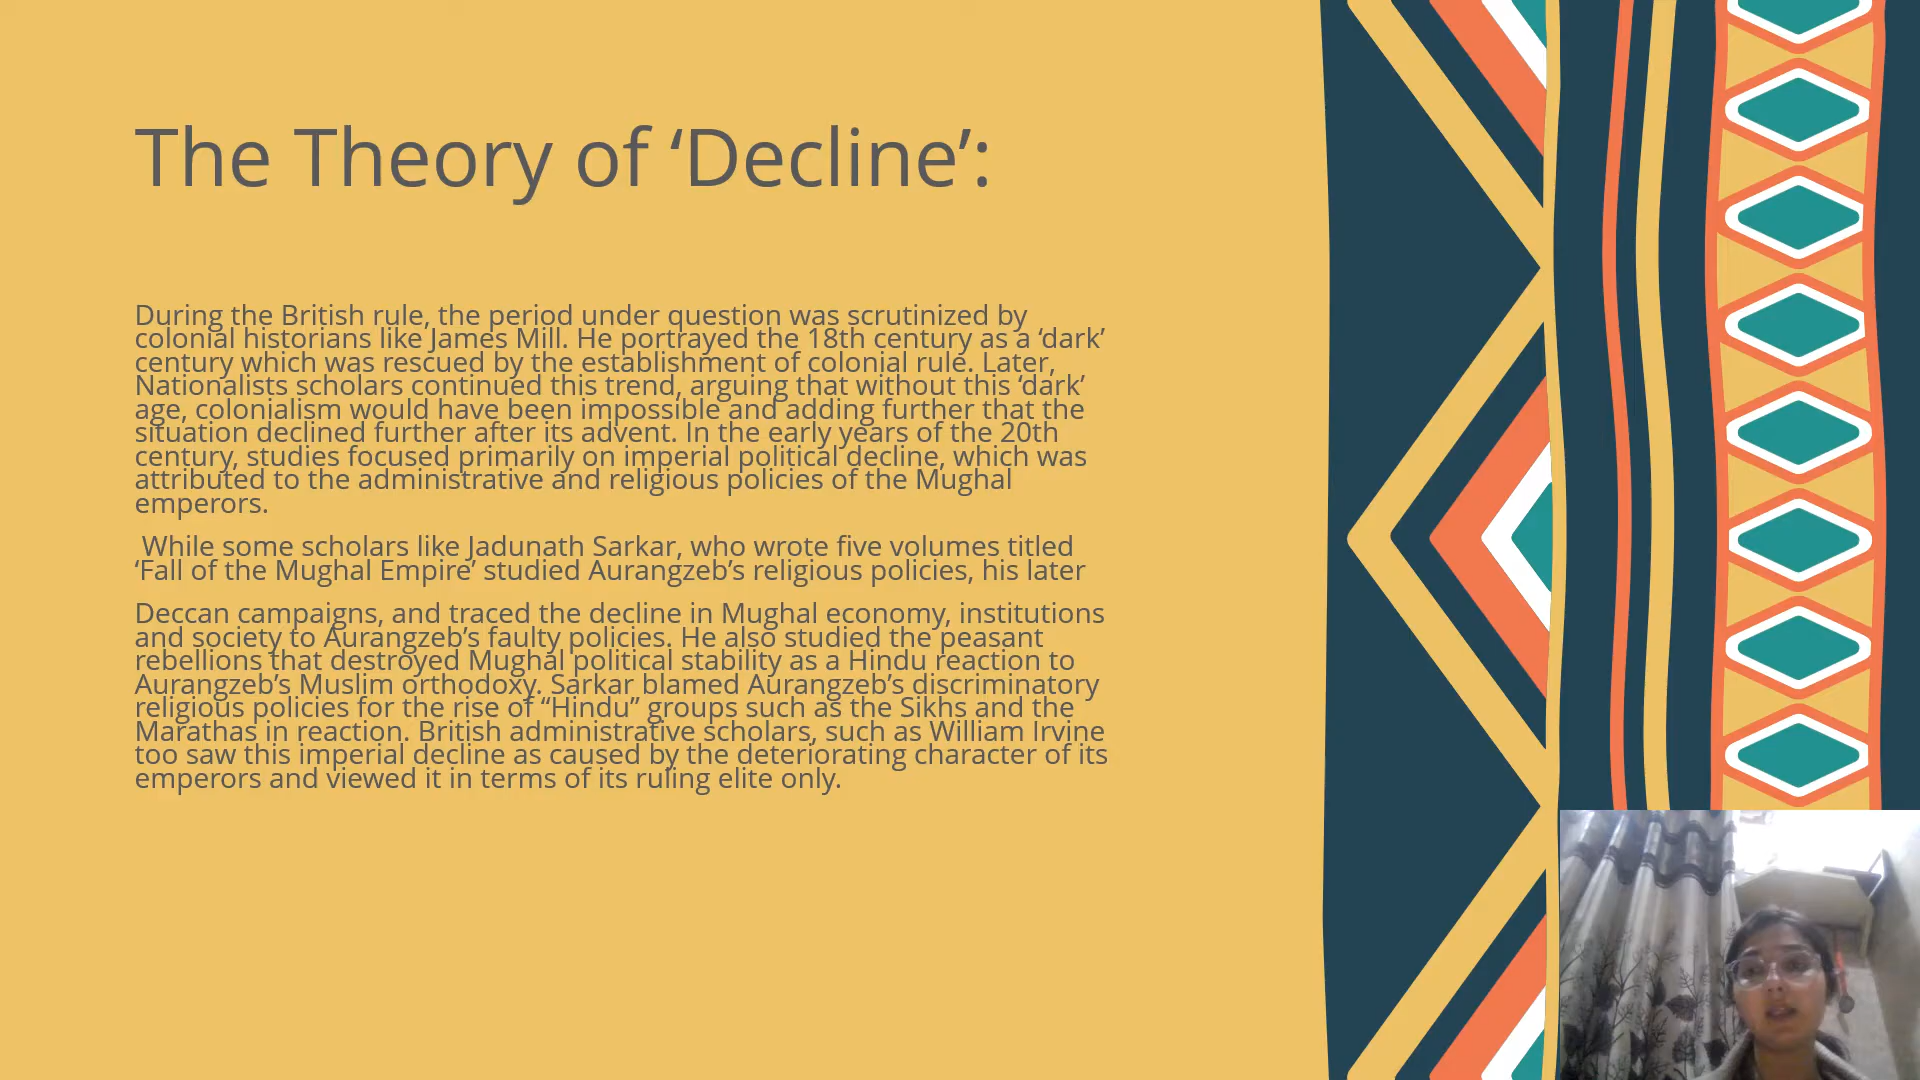 The Theory of ‘Decline’:
During the British rule, the period under question was scrutinized by
colonial historians like James Mill. He portrayed the 18th century as a ‘dark’
century which was rescued by the establishment of colonial rule. Later,
Nationalists scholars continued this trend, arguing that without this ‘dark’
age, colonialism would have been impossible and adding further that the
situation declined further after its advent. In the early years of the 20th
century, studies focused primarily on imperial political decline, which was
attributed to the administrative and religious policies of the Mughal
emperors.
While some scholars like Jadunath Sarkar, who wrote five volumes titled
‘Fall of the Mughal Empire’ studied Aurangzeb’s religious policies, his later
Deccan campaigns, and traced the decline in Mughal economy, institutions
and society to Aurangzeb’s faulty policies. He also studied the peasant
rebellions that destroyed Mughal political stability as a Hindu reaction to
Aurangzeb’s Muslim orthodoxy. Sarkar blamed Aurangzeb’s discriminatory
religious policies for the rise of “Hindu” groups such as the Sikhs and the
Marathas in reaction. British administrative scholars, such as William Irvine
too saw this imperial decline as caused by the deteriorating character of its
emperors and viewed it in terms of its ruling elite only.